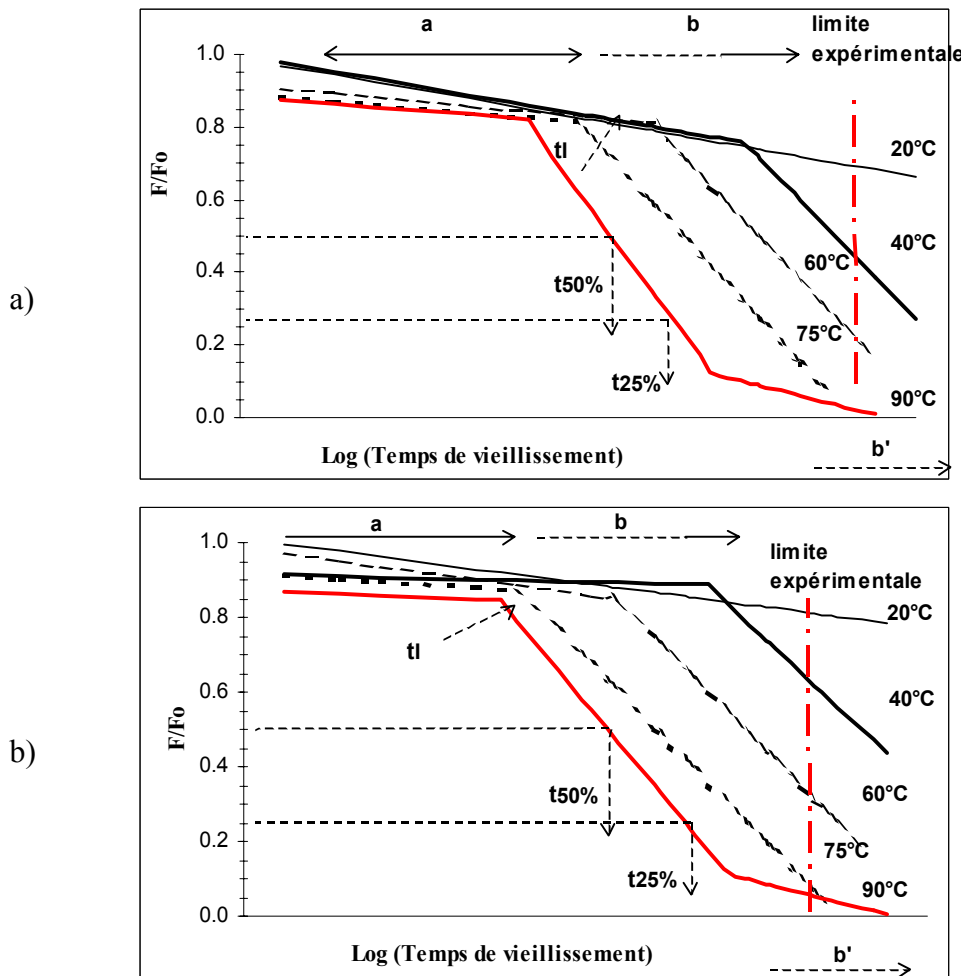 a)
a
b
limite
expérimentale
1.0
0.8
0.6
0.4
0.2
0.0
F/Fo
tl
t50%
t25%
20°C
40°C
60°C
75°C
90°C
Log (Temps de vieillissement)
b'
b)
a
b
limite
expérimentale
1.0
0.8
0.6
0.4
0.2
0.0
F/Fo
tl
t50%
t25%
20°C
40°C
60°C
75°C
90°C
Log (Temps de vieillissement)
b'